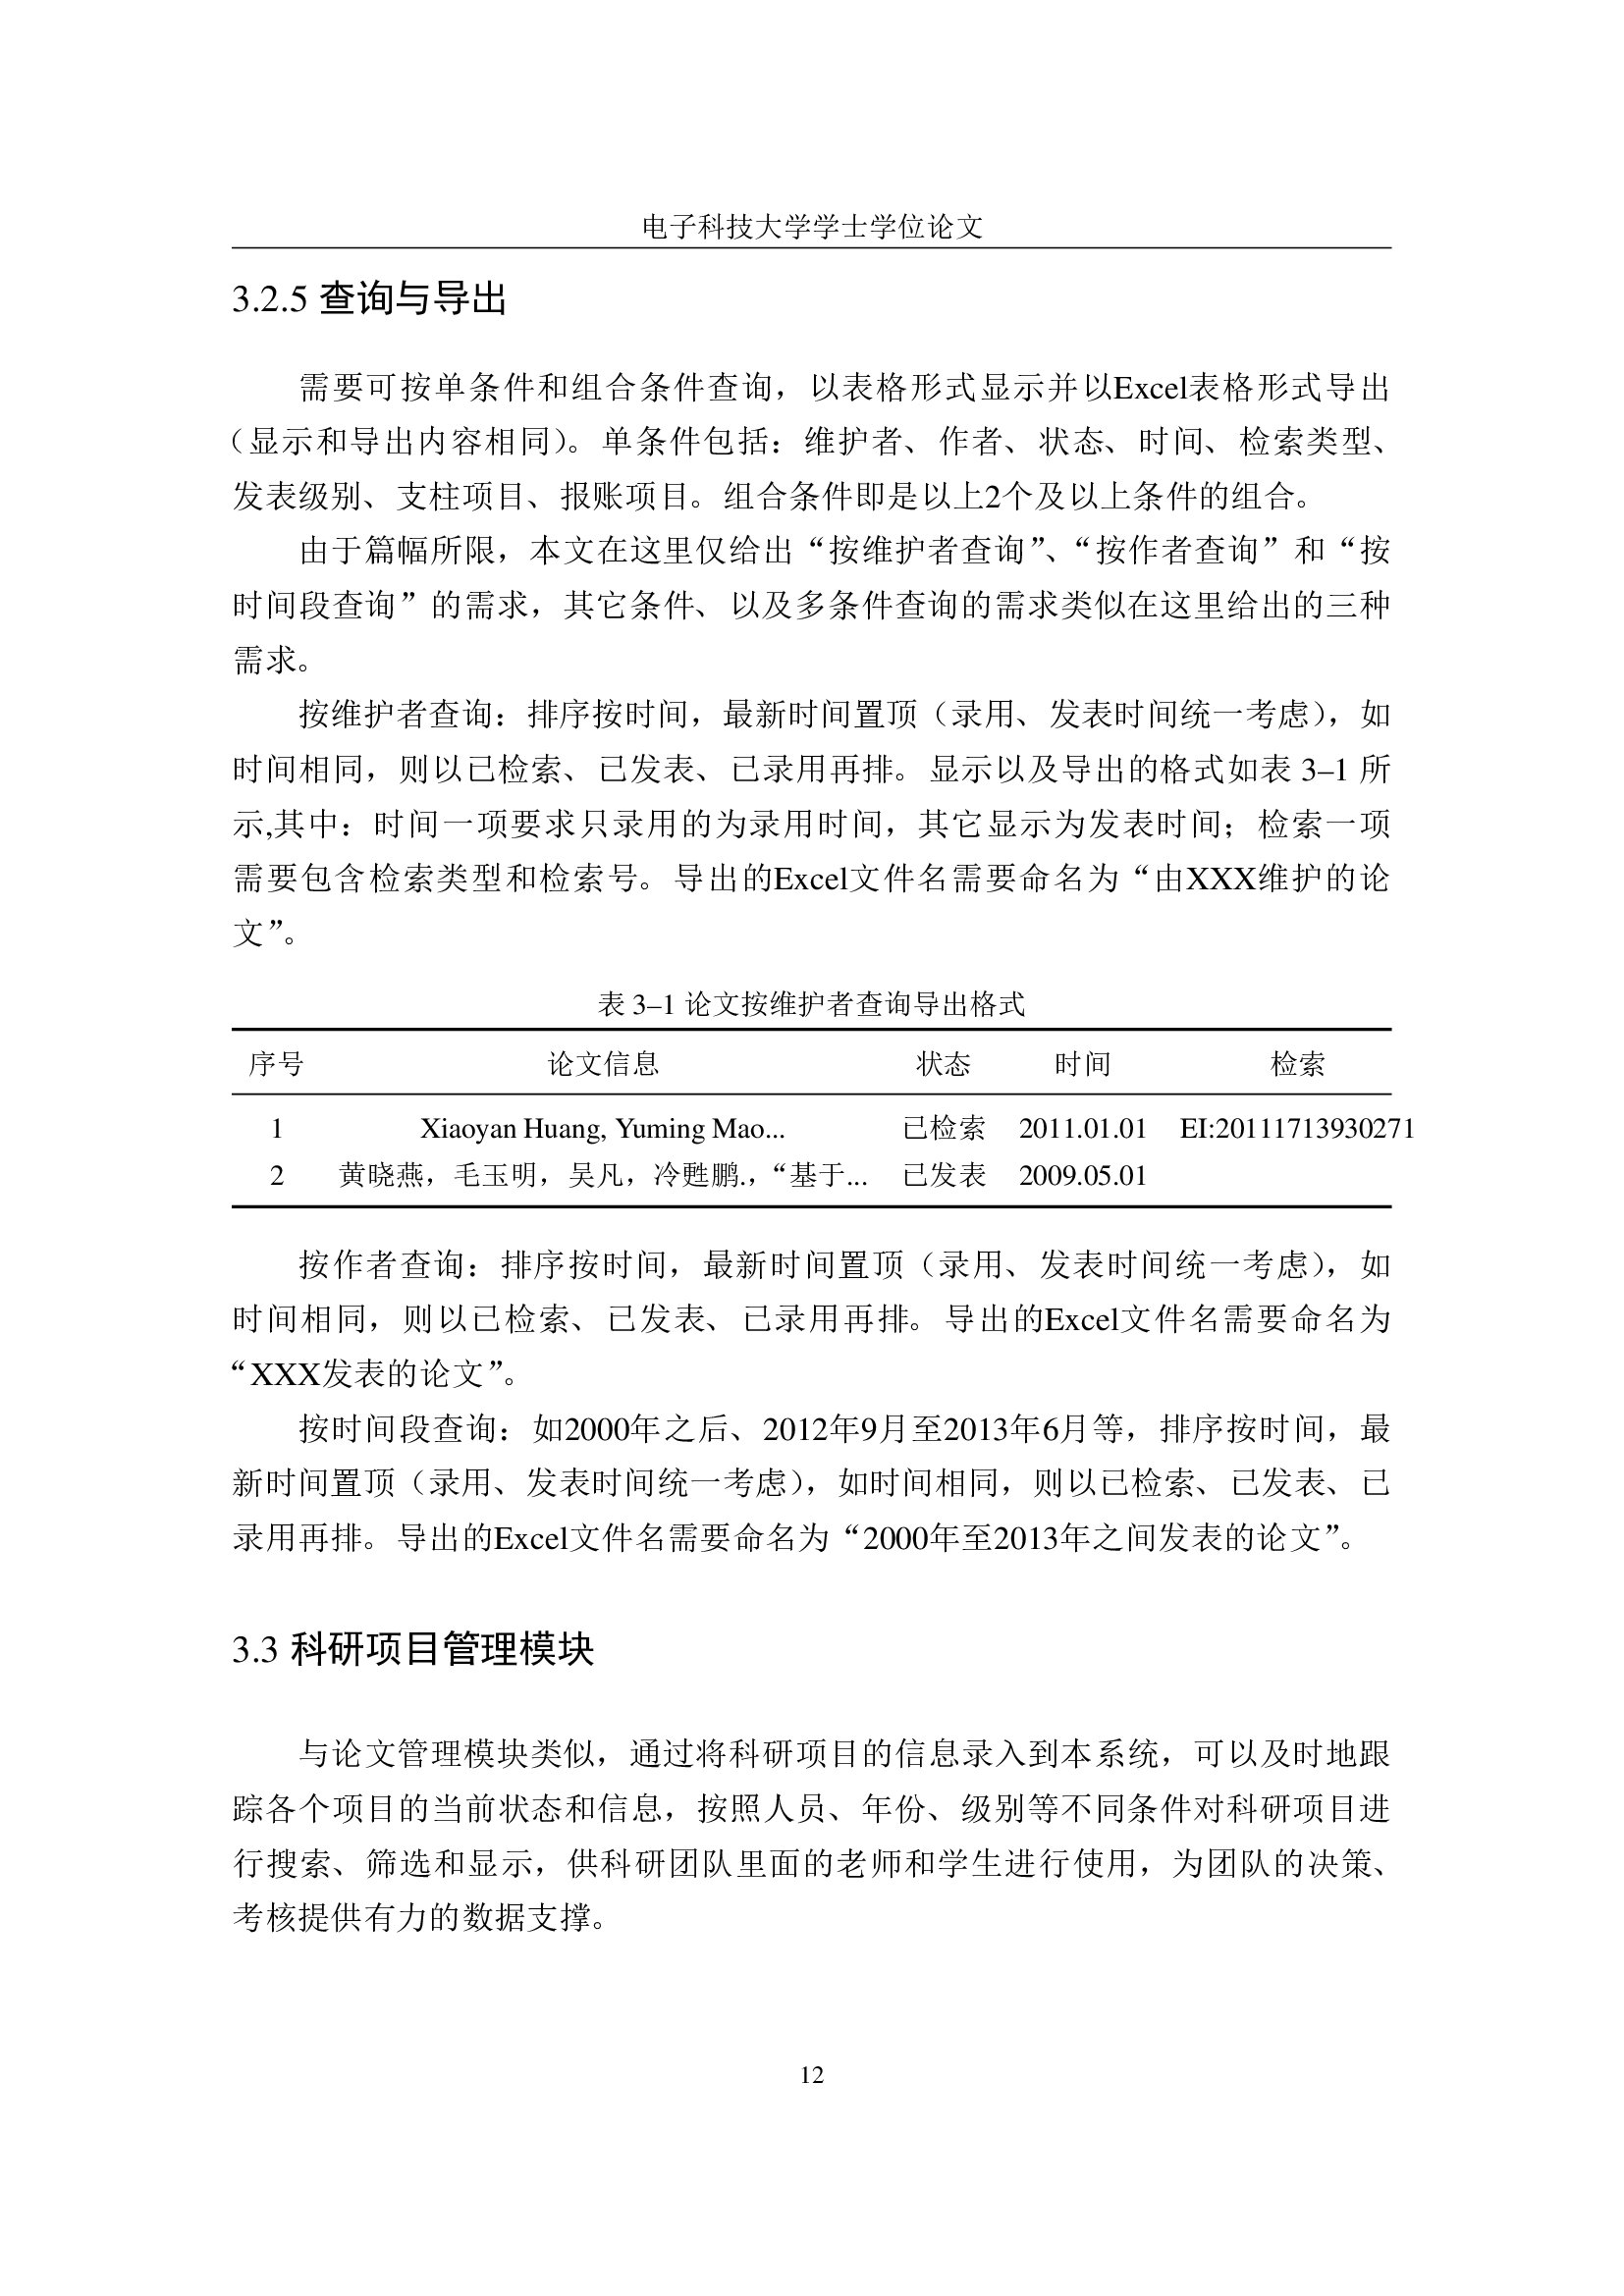 电子科技大学学士学位论文
3.2.5 查询与导出
需要可按单条件和组合条件查询，以表格形式显示并以Excel表格形式导出
（显示和导出内容相同）。单条件包括：维护者、作者、状态、时间、检索类型、
发表级别、支柱项目、报账项目。组合条件即是以上2个及以上条件的组合。
由于篇幅所限，本文在这里仅给出“按维护者查询”、“按作者查询”和“按
时间段查询”的需求，其它条件、以及多条件查询的需求类似在这里给出的三种
需求。
按维护者查询：排序按时间，最新时间置顶（录用、发表时间统一考虑），如
时间相同，则以已检索、已发表、已录用再排。显示以及导出的格式如表 3–1 所
示,其中：时间一项要求只录用的为录用时间，其它显示为发表时间；检索一项
需要包含检索类型和检索号。导出的Excel文件名需要命名为“由XXX维护的论
文”。
表 3–1 论文按维护者查询导出格式
序号 论文信息 状态 时间 检索
1 Xiaoyan Huang, Yuming Mao... 已检索 2011.01.01 EI:20111713930271
2 黄晓燕，毛玉明，吴凡，冷甦鹏.，“基于... 已发表 2009.05.01
按作者查询：排序按时间，最新时间置顶（录用、发表时间统一考虑），如
时间相同，则以已检索、已发表、已录用再排。导出的Excel文件名需要命名为
“XXX发表的论文”。
按时间段查询：如2000年之后、2012年9月至2013年6月等，排序按时间，最
新时间置顶（录用、发表时间统一考虑），如时间相同，则以已检索、已发表、已
录用再排。导出的Excel文件名需要命名为“2000年至2013年之间发表的论文”。
3.3 科研项目管理模块
与论文管理模块类似，通过将科研项目的信息录入到本系统，可以及时地跟
踪各个项目的当前状态和信息，按照人员、年份、级别等不同条件对科研项目进
行搜索、筛选和显示，供科研团队里面的老师和学生进行使用，为团队的决策、
考核提供有力的数据支撑。
12